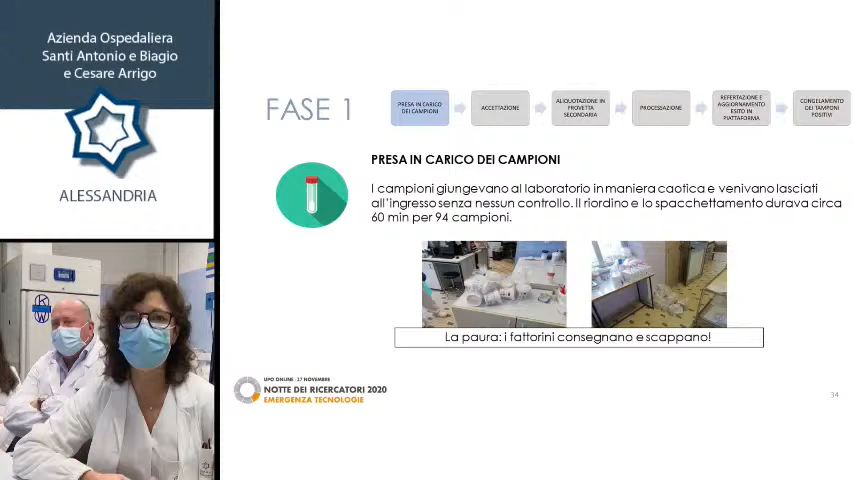 Azienda Ospedaliera
Santi Antonio e Biagio
e Cesare Arrigo
ALESSANDRIA
FASE 1
PRESA IN CARICO
DEI CAMPIONI
ACCETTAZIONE
ALIQUOTAZIONE IN
PROVETTA
SECONDARIA
PROCESSAZIONE
REFERTAZIONE E
AGGIORNAMENTO
ESITO IN
PIATTAFORMA
CONGELAMENTO
DEI TAMPONI
POSITIVI
PRESA IN CARICO DEI CAMPIONI
I campioni giungevano al laboratorio in maniera caotica e venivano lasciati
all'ingresso senza nessun controllo. Il riordino e lo spacchettamento durava circa
60 min per 94 campioni.
La paura: i fattorini consegnano e scappano!
UPO ONLINE : 27 NOVEMBRE
NOTTE DEI RICERCATORI 2020
EMERGENZA TECNOLOGIE
34
KW